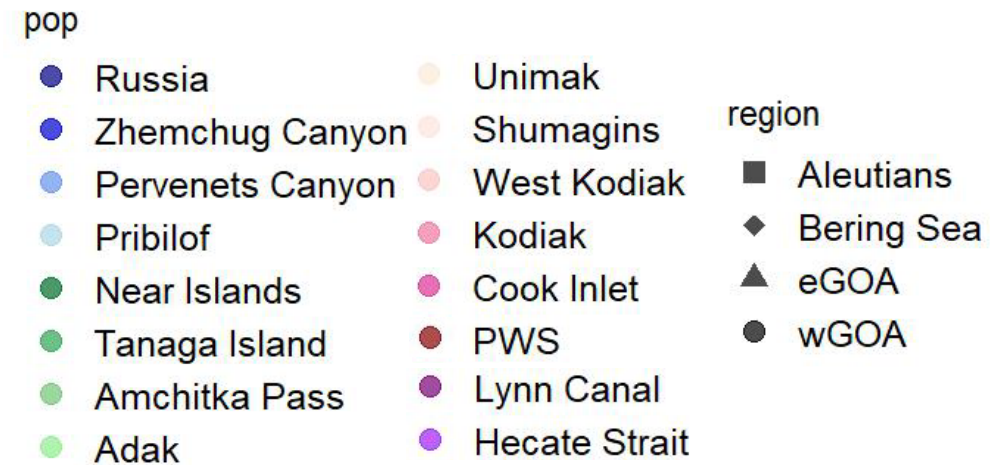 pop
Russia
Zhemchug Canyon
Pervenets Canyon
Pribilof
Near Islands
Tanaga Island
Amchitka Pass
Adak
Unimak
Shumagins
West Kodiak
Kodiak
Cook Inlet
PWS
Lynn Canal
Hecate Strait
region
Aleutians
Bering Sea
eGOA
wGOA